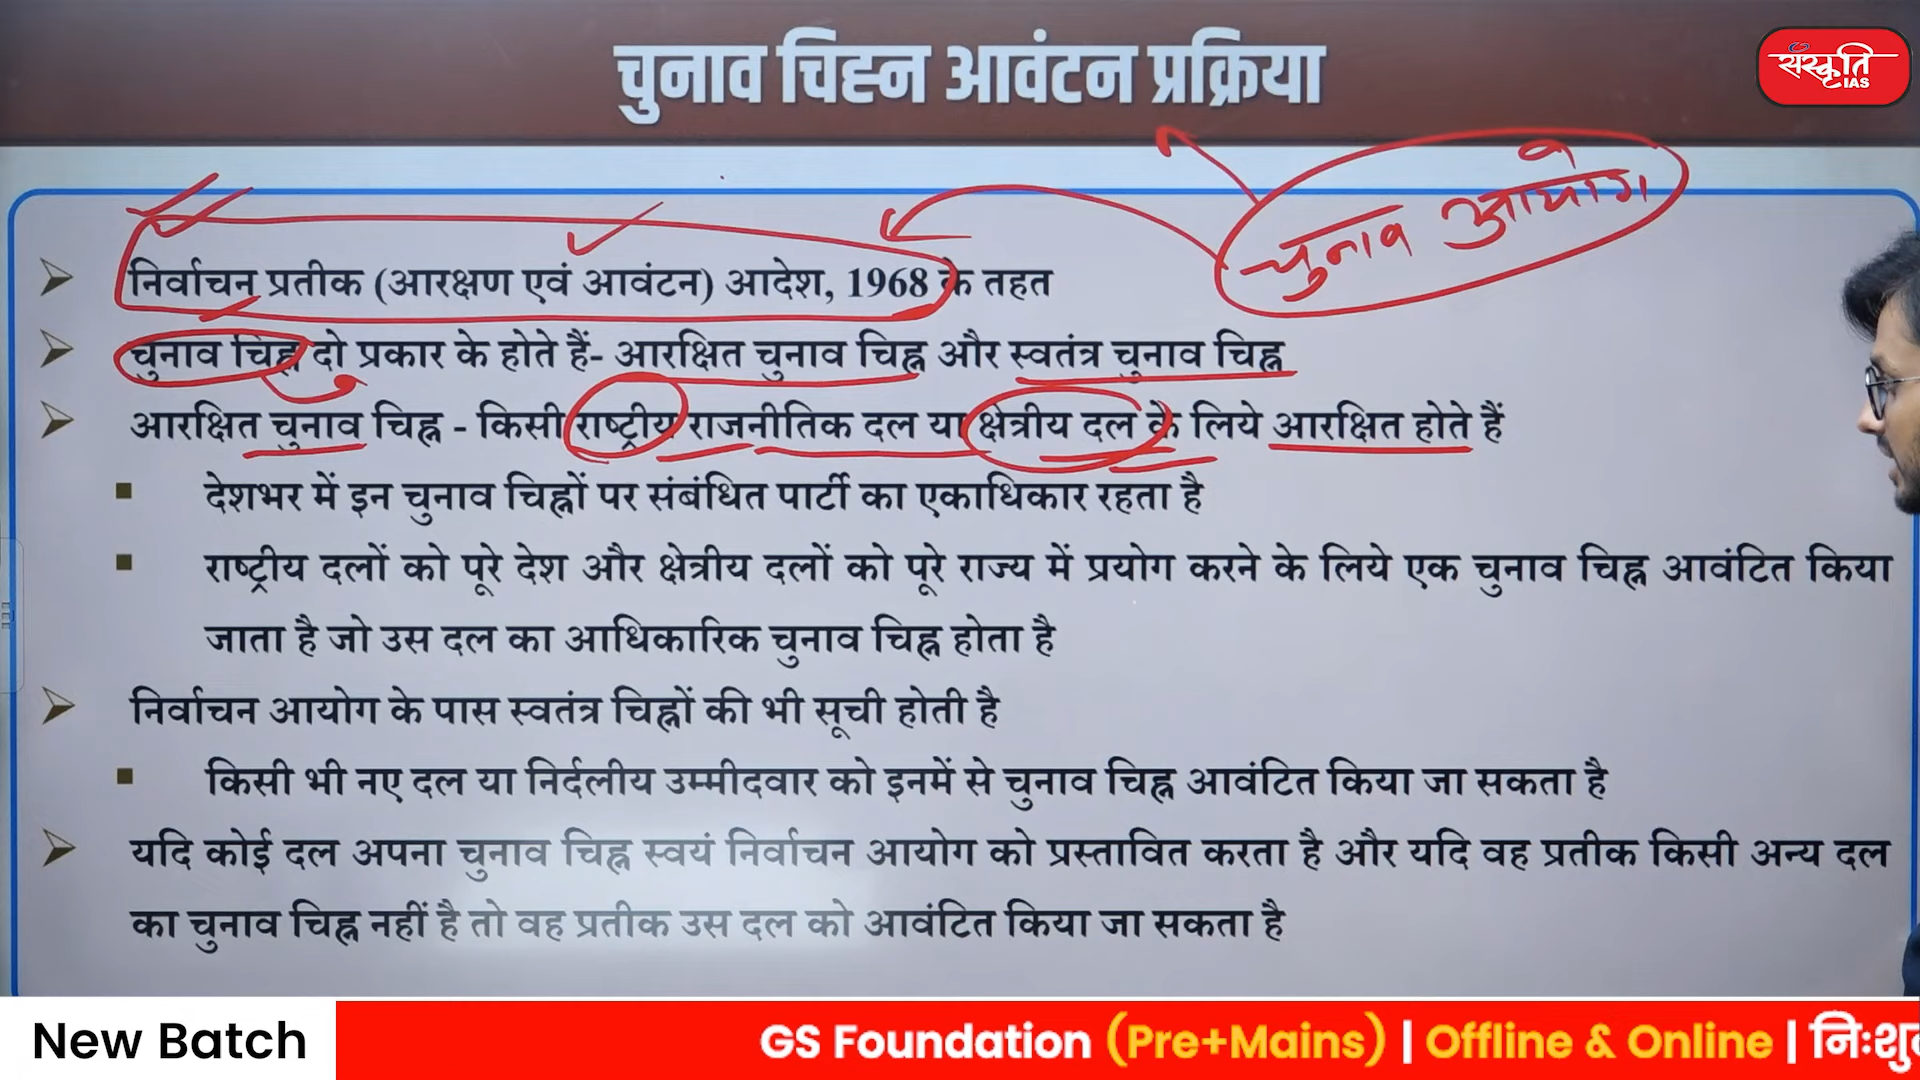 चुनाव चिह्न आवंटन प्रक्रिया
संस्कृति
IAS
चुनाव आयोग
निर्वाचन प्रतीक (आरक्षण एवं आवंटन) आदेश, 1968 के तहत
चुनाव चिह्न दो प्रकार के होते हैं- आरक्षित चुनाव चिह्न और स्वतंत्र चुनाव चिह्न
आरक्षित चुनाव चिह्न - किसी राष्ट्रीय राजनीतिक दल या क्षेत्रीय दल के लिये आरक्षित होते हैं
देशभर में इन चुनाव चिह्नों पर संबंधित पार्टी का एकाधिकार रहता है
राष्ट्रीय दलों को पूरे देश और क्षेत्रीय दलों को पूरे राज्य में प्रयोग करने के लिये एक चुनाव चिह्न आवंटित किया
जाता है जो उस दल का आधिकारिक चुनाव चिह्न होता है
निर्वाचन आयोग के पास स्वतंत्र चिह्नों की भी सूची होती है
किसी भी नए दल या निर्दलीय उम्मीदवार को इनमें से चुनाव चिह्न आवंटित किया जा सकता है
यदि कोई दल अपना चुनाव चिह्न स्वयं निर्वाचन आयोग को प्रस्तावित करता है और यदि वह प्रतीक किसी अन्य दल
का चुनाव चिह्न नहीं है तो वह प्रतीक उस दल को आवंटित किया जा सकता है
New Batch GS Foundation (Pre+Mains) | Offline & Online |